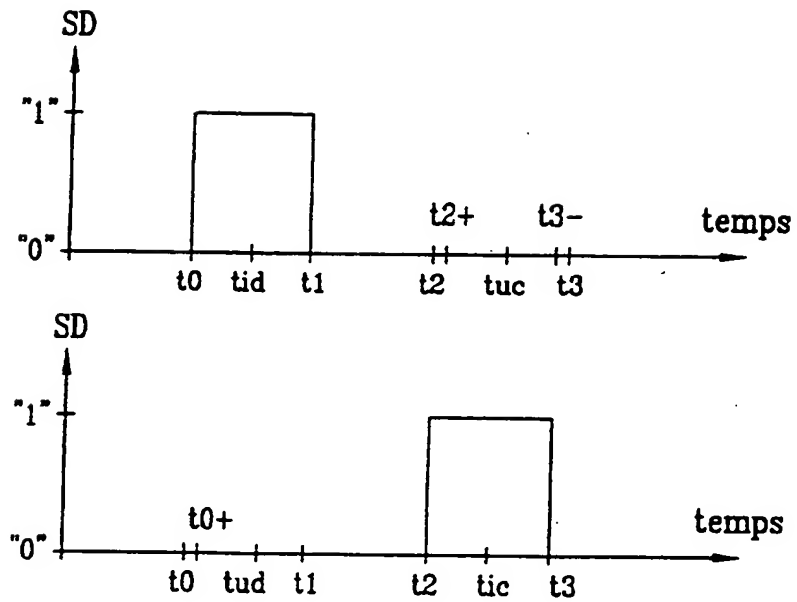 SD
"1"
t2+ t3- temps
"0"
t0 tid t1 t2 tuc t3
SD
"1"
t0+ temps
"0"
t0 tud t1 t2 tic t3